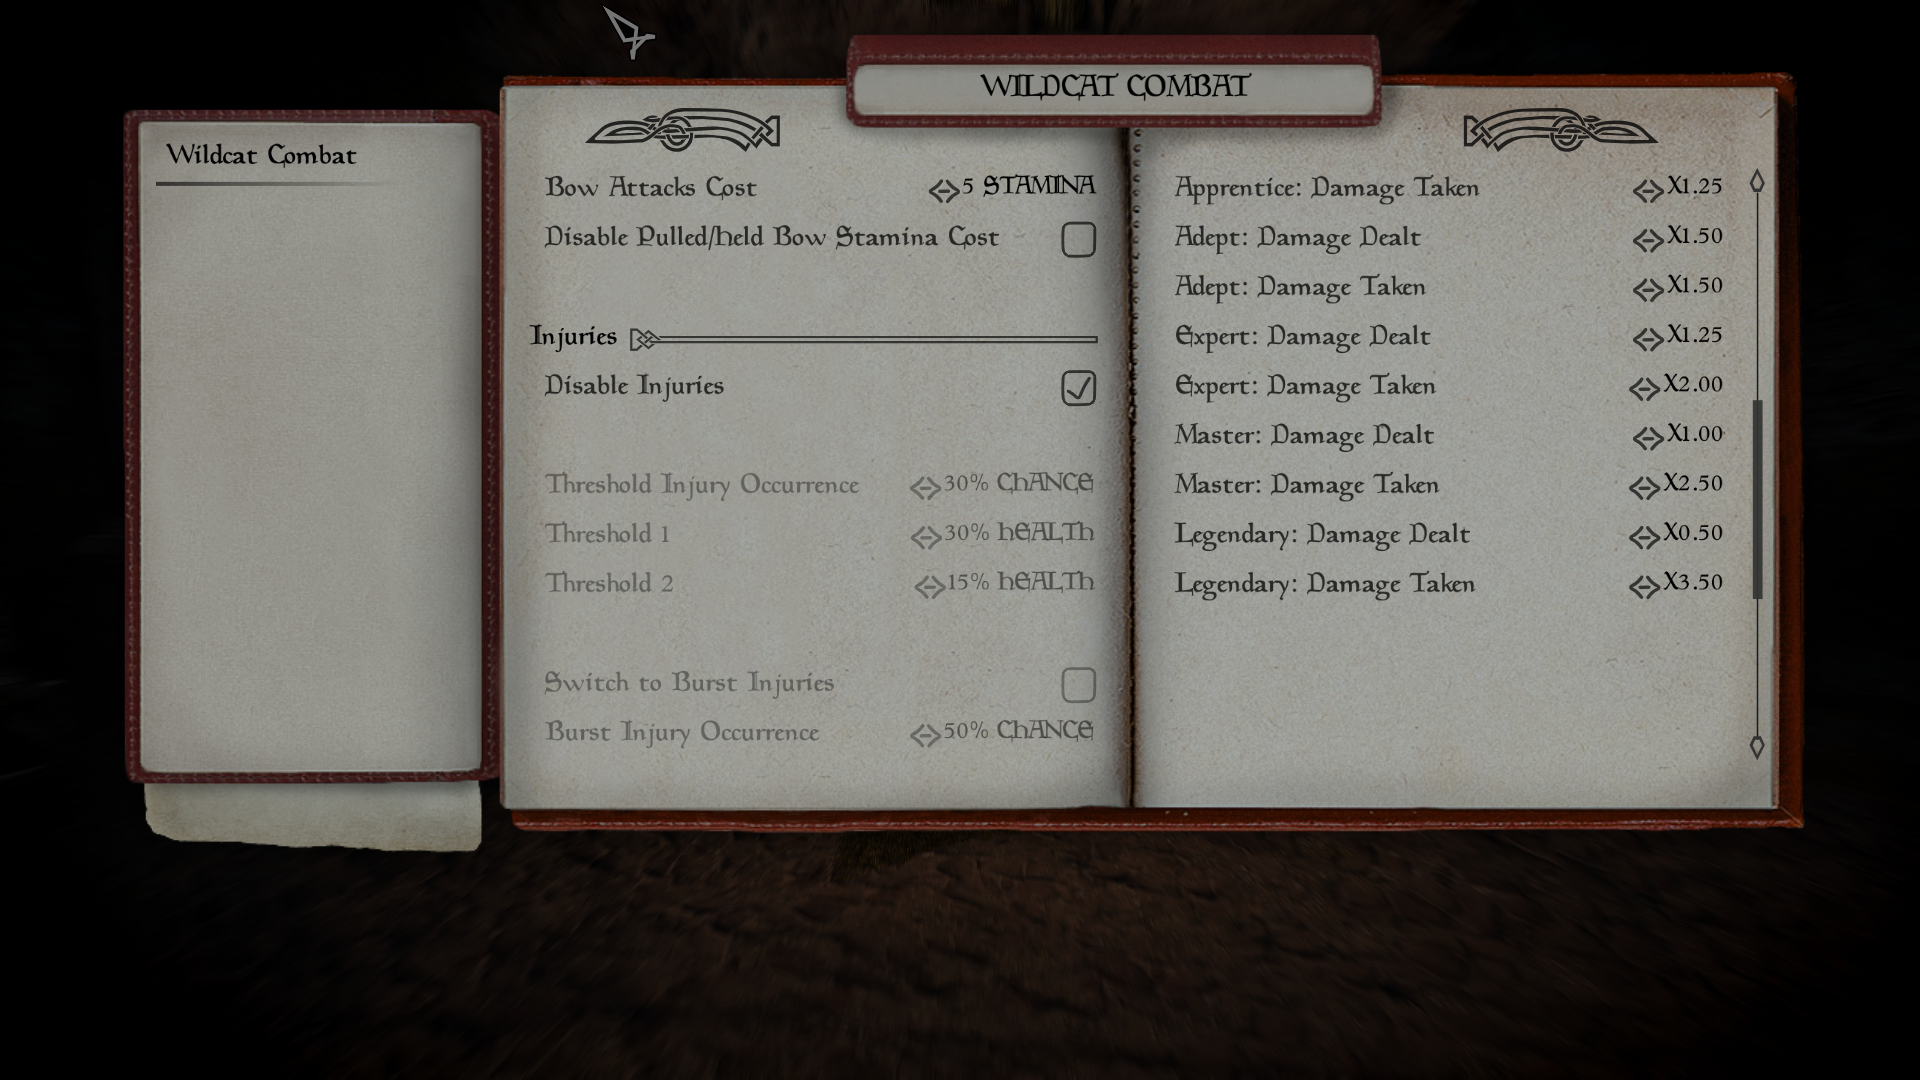 WILDCAT COMBAT
Wildcat Combat
Bow Attacks Cost 5 STAMINA
Disable Pulled/held Bow Stamina Cost
Injuries
Disable Injuries
Threshold Injury Occurrence 30% ChANCE
Threshold 1 30% hEALTh
Threshold 2 15% hEALTh
Switch to Burst Injuries
Burst Injury Occurrence 50% ChANCE
Apprentice: Damage Taken X1.25
Adept: Damage Dealt X1.50
Adept: Damage Taken X1.50
Expert: Damage Dealt X1.25
Expert: Damage Taken X2.00
Master: Damage Dealt X1.00
Master: Damage Taken X2.50
Legendary: Damage Dealt X0.50
Legendary: Damage Taken X3.50